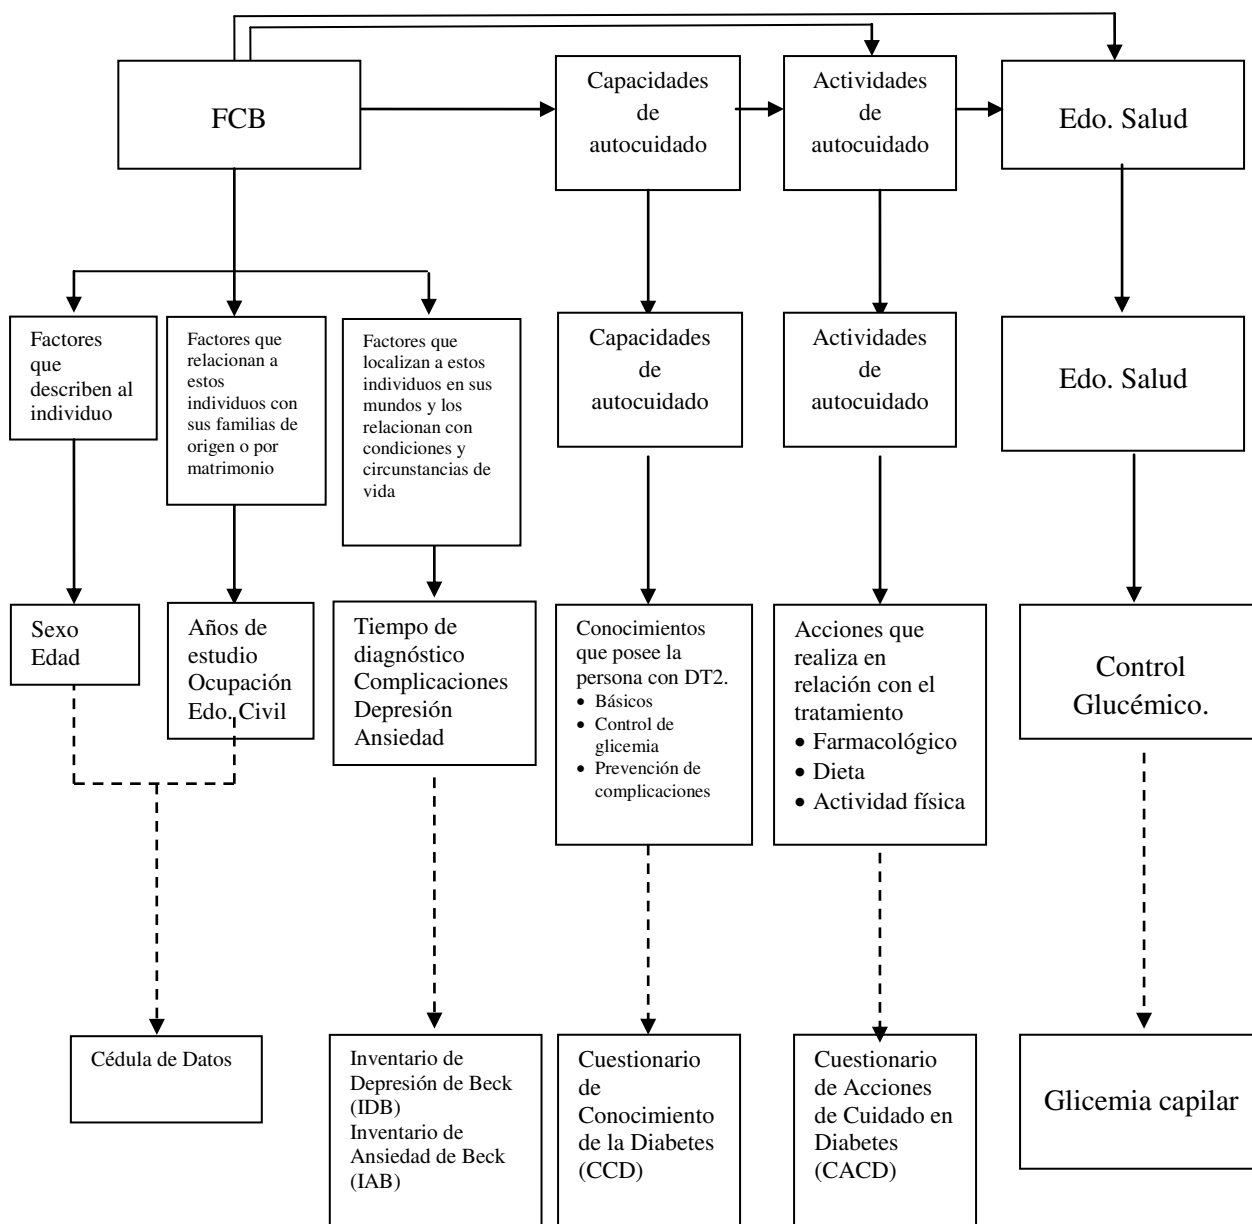 FCB
Capacidades
de
autocuidado
Actividades
de
autocuidado
Edo. Salud
Factores
que
describen al
individuo
Factores que
relacionan a
estos
individuos con
sus familias de
origen o por
matrimonio
Factores que
localizan a estos
individuos en sus
mundos y los
relacionan con
condiciones y
circunstancias de
vida
Capacidades
de
autocuidado
Actividades
de
autocuidado
Edo. Salud
Sexo
Edad
Años de
estudio
Ocupación
Edo. Civil
Tiempo de
diagnóstico
Complicaciones
Depresión
Ansiedad
Conocimientos
que posee la
persona con DT2.
• Básicos
• Control de
glicemia
• Prevención de
complicaciones
Acciones que
realiza en
relación con el
tratamiento
• Farmacológico
• Dieta
• Actividad física
Control
Glucémico.
Cédula de Datos
Inventario de
Depresión de Beck
(IDB)
Inventario de
Ansiedad de Beck
(IAB)
Cuestionario
de
Conocimiento
de la Diabetes
(CCD)
Cuestionario
de Acciones
de Cuidado en
Diabetes
(CACD)
Glicemia capilar